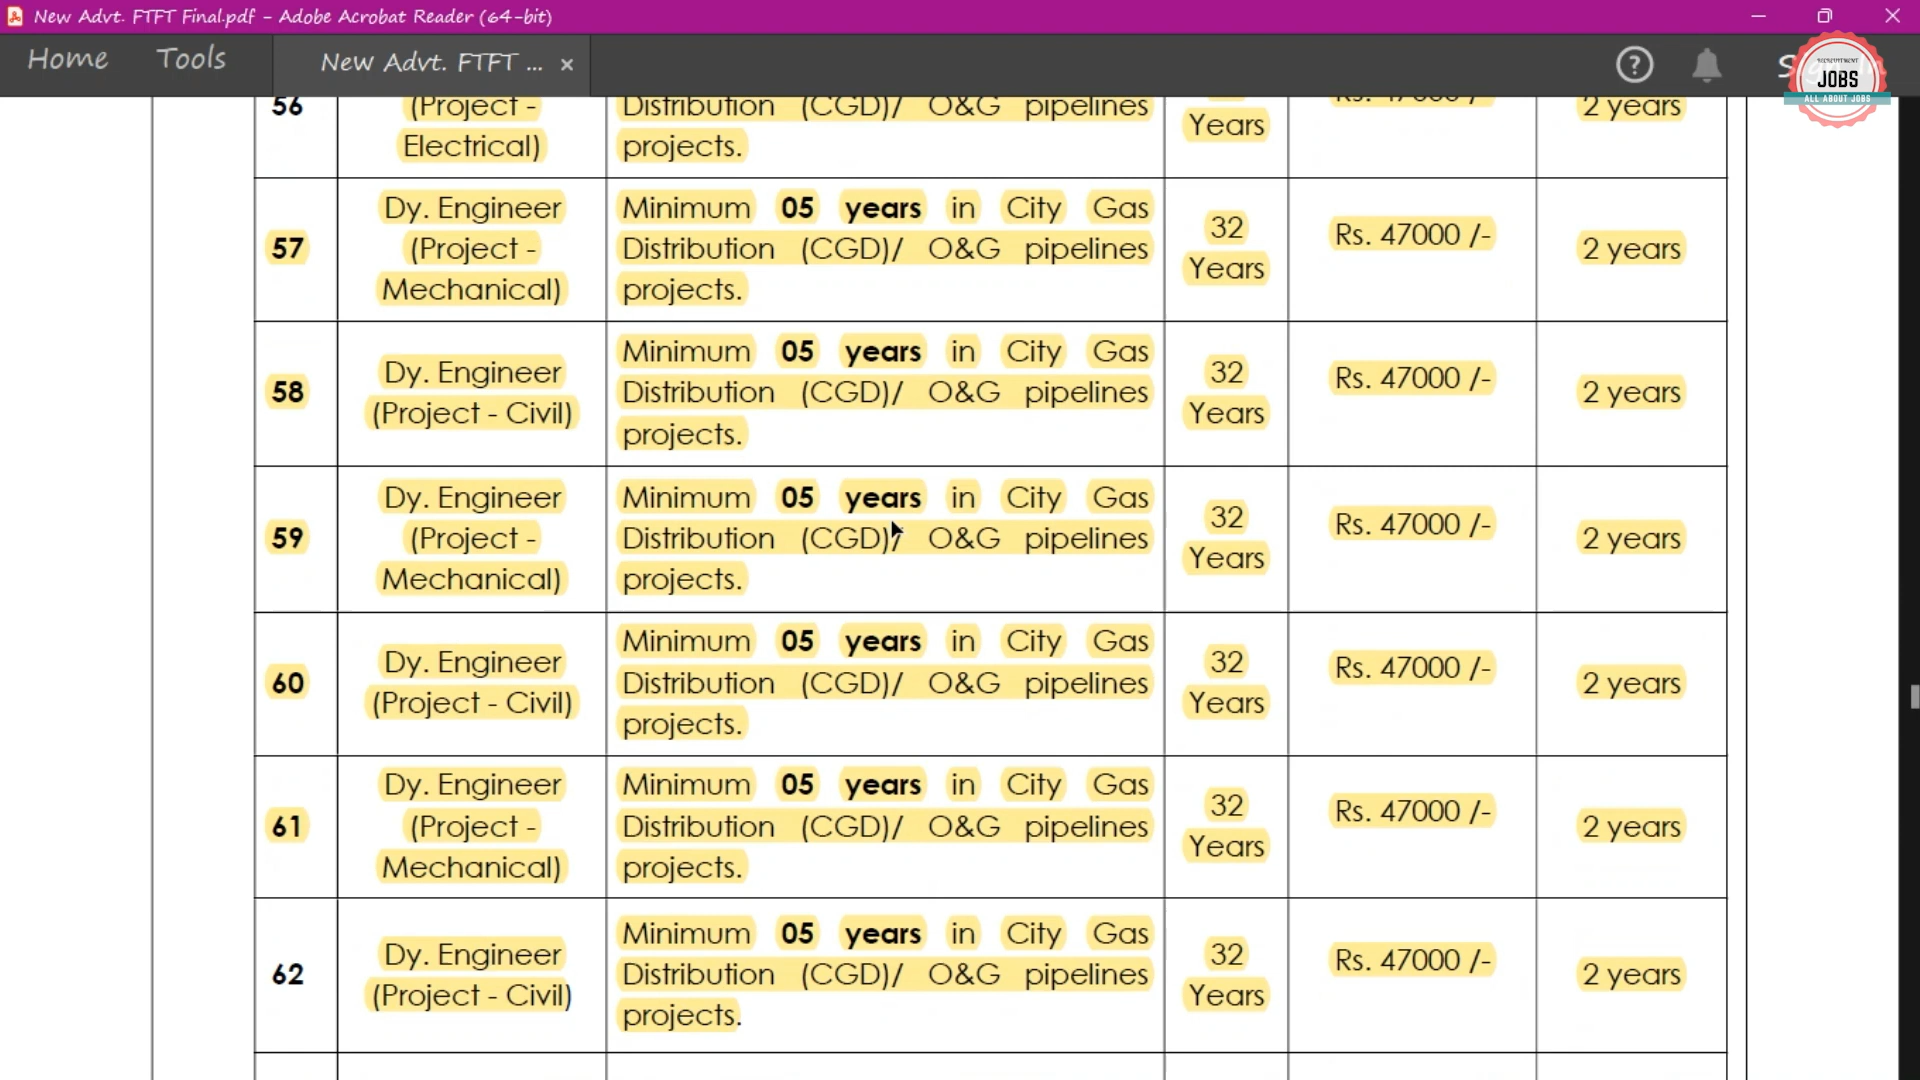 New Advt. FTFT Final.pdf - Adobe Acrobat Reader (64-bit)
Home Tools New Advt. FTFT ... ×
RECRUITMENT
JOBS
ALL ABOUT JOBS
56 (Project - Distribution (CGD)/ O&G pipelines Years 2 years
Electrical) projects.
Dy. Engineer Minimum 05 years in City Gas 32
57 (Project - Distribution (CGD)/ O&G pipelines Years Rs. 47000 /- 2 years
Mechanical) projects.
Dy. Engineer Minimum 05 years in City Gas 32
58 (Project - Civil) Distribution (CGD)/ O&G pipelines Years Rs. 47000 /- 2 years
projects.
Dy. Engineer Minimum 05 years in City Gas 32
59 (Project - Distribution (CGD)/ O&G pipelines Years Rs. 47000 /- 2 years
Mechanical) projects.
Dy. Engineer Minimum 05 years in City Gas 32
60 (Project - Civil) Distribution (CGD)/ O&G pipelines Years Rs. 47000 /- 2 years
projects.
Dy. Engineer Minimum 05 years in City Gas 32
61 (Project - Distribution (CGD)/ O&G pipelines Years Rs. 47000 /- 2 years
Mechanical) projects.
Dy. Engineer Minimum 05 years in City Gas 32
62 (Project - Civil) Distribution (CGD)/ O&G pipelines Years Rs. 47000 /- 2 years
projects.